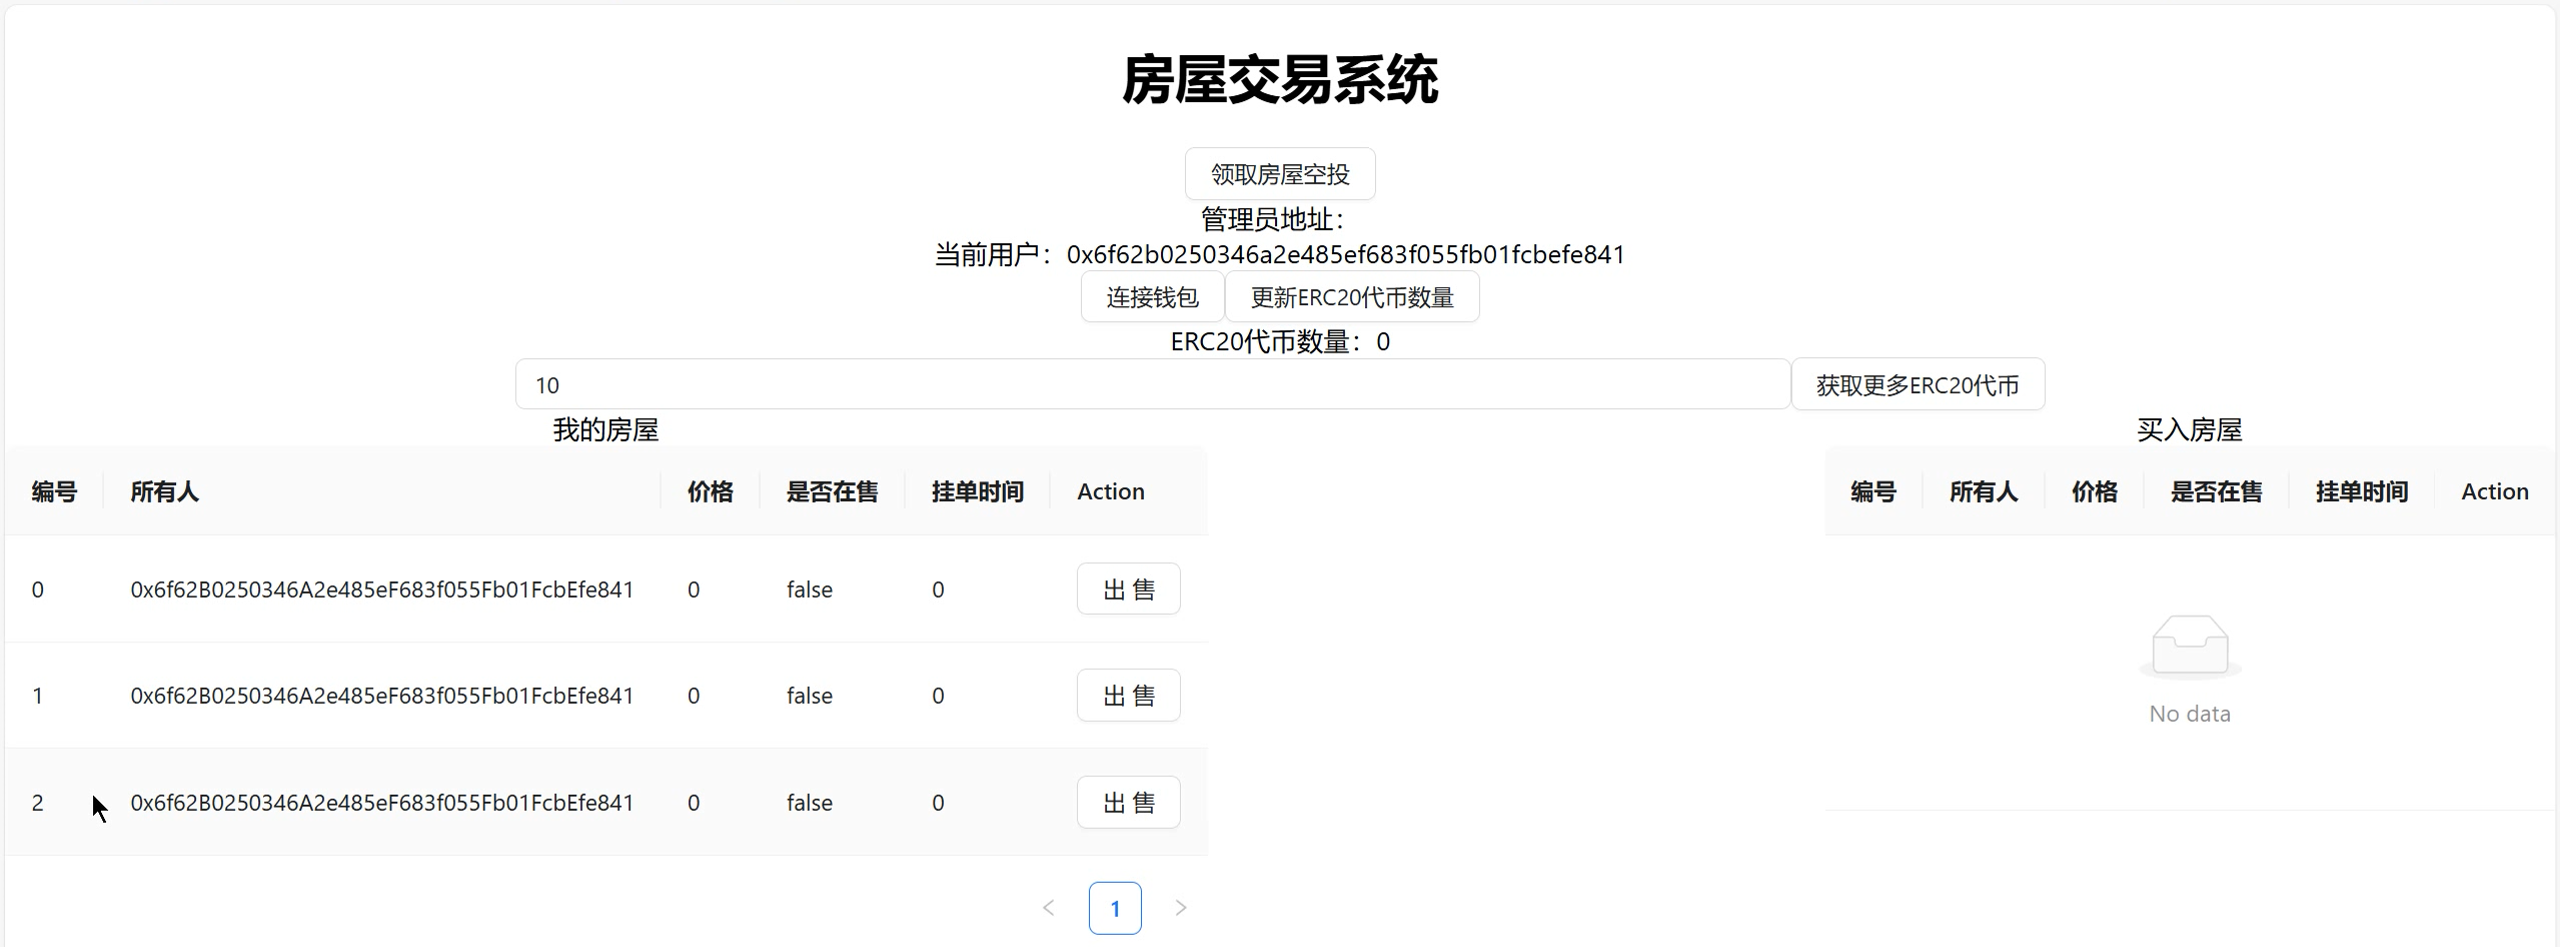 房屋交易系统
领取房屋空投
管理员地址：
当前用户：0x6f62b0250346a2e485ef683f055fb01fcbefe841
连接钱包 更新ERC20代币数量
ERC20代币数量：0
10 获取更多ERC20代币
我的房屋
编号 所有人 价格 是否在售 挂单时间 Action
0 0x6f62B0250346A2e485eF683f055Fb01FcbEfe841 0 false 0 出售
1 0x6f62B0250346A2e485eF683f055Fb01FcbEfe841 0 false 0 出售
2 0x6f62B0250346A2e485eF683f055Fb01FcbEfe841 0 false 0 出售
< 1 >
买入房屋
编号 所有人 价格 是否在售 挂单时间 Action
No data